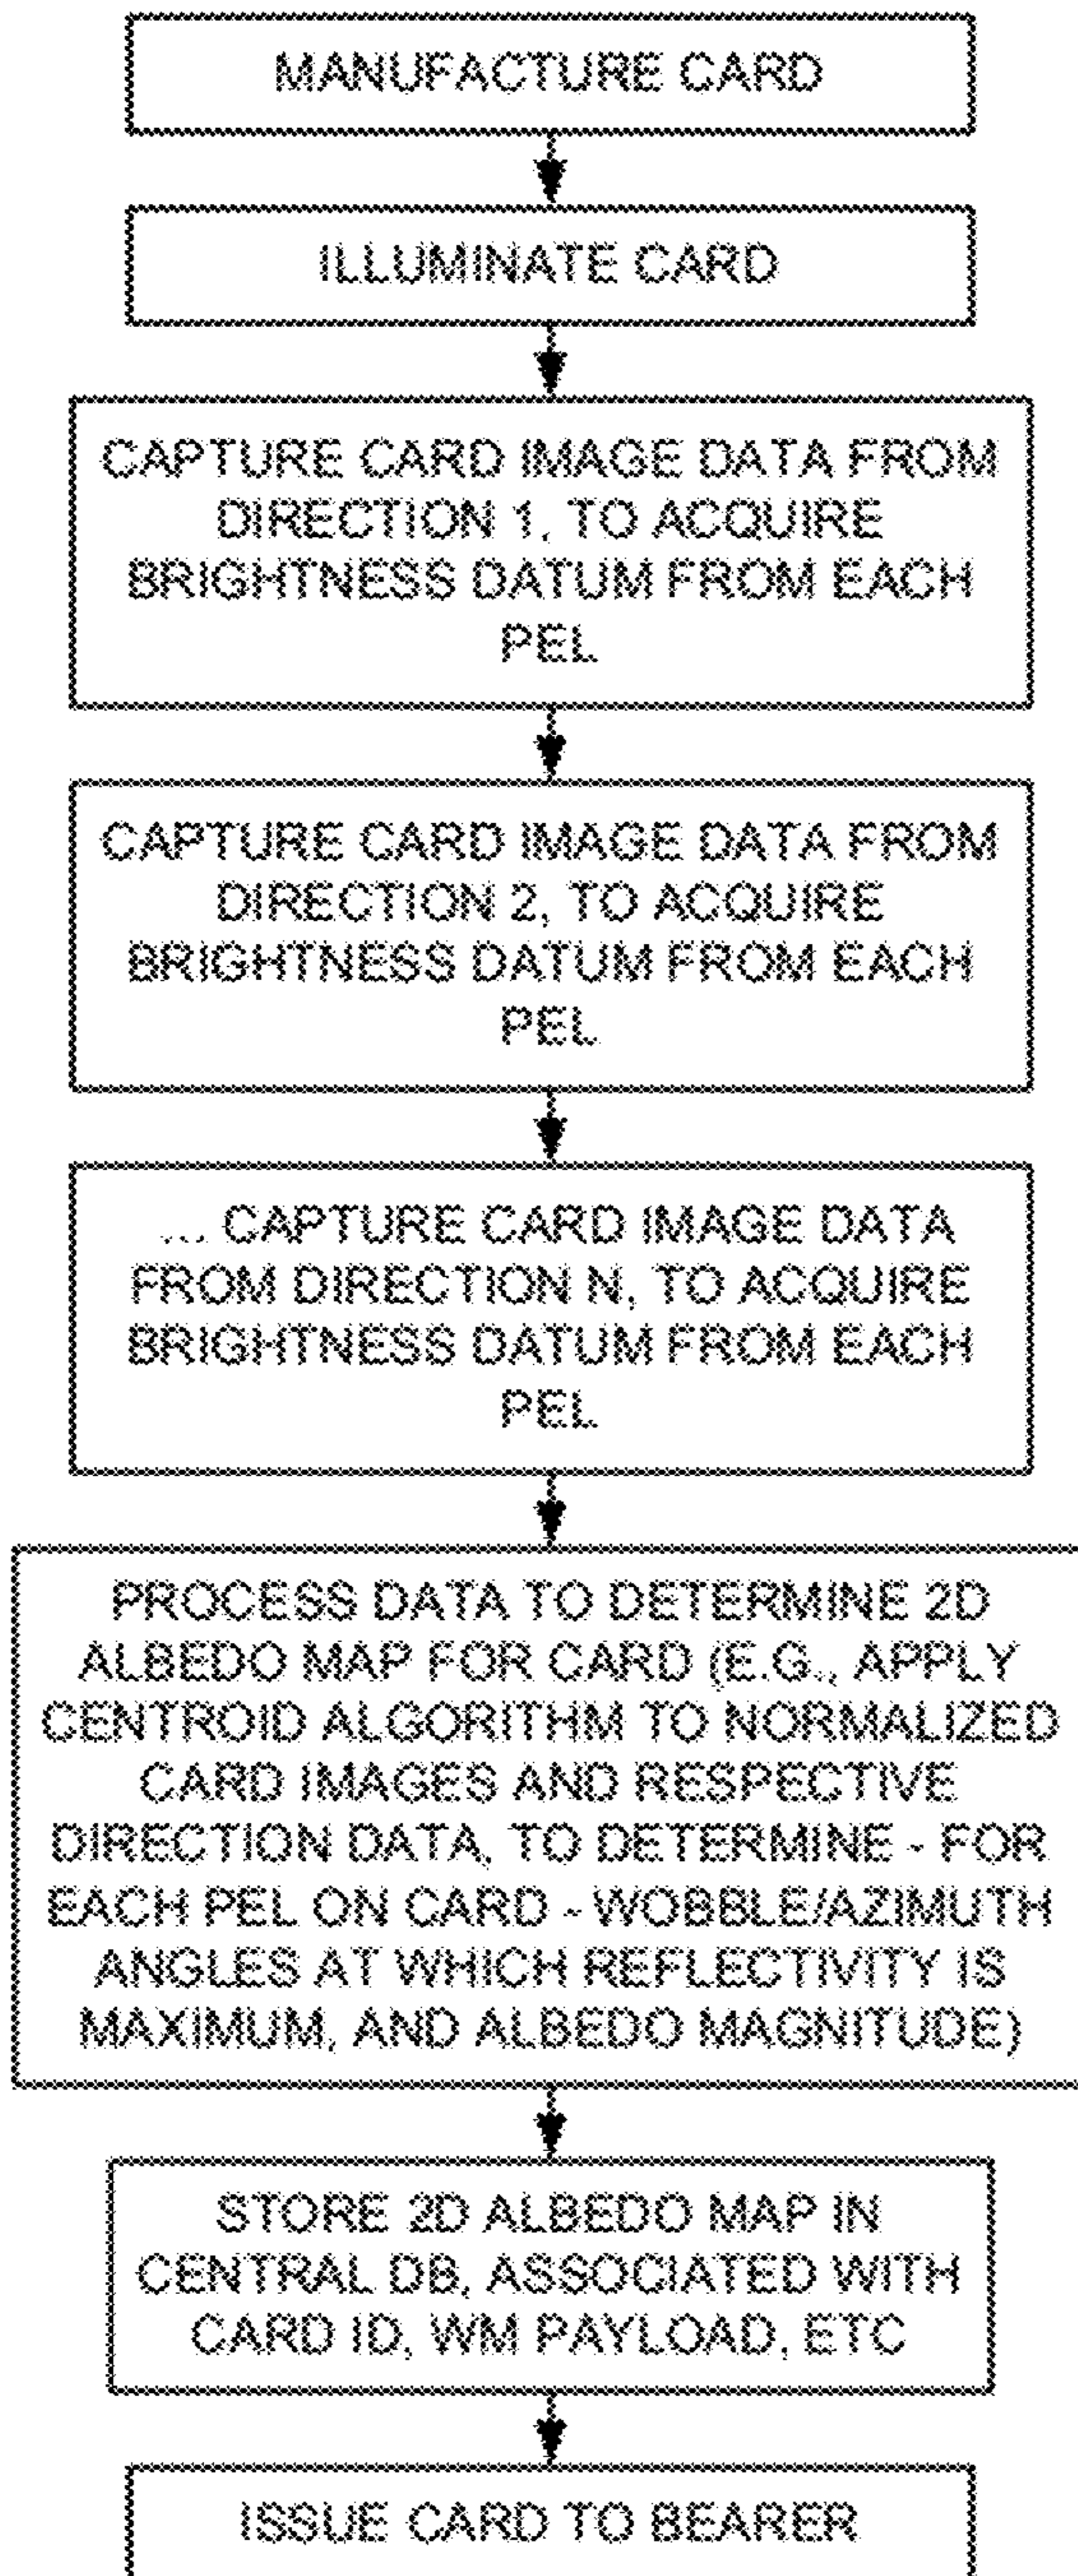 MANUFACTURE CARD
ILLUMINATE CARD
CAPTURE CARD IMAGE DATA FROM
DIRECTION 1, TO ACQUIRE
BRIGHTNESS DATUM FROM EACH
PEL
CAPTURE CARD IMAGE DATA FROM
DIRECTION 2, TO ACQUIRE
BRIGHTNESS DATUM FROM EACH
PEL
... CAPTURE CARD IMAGE DATA
FROM DIRECTION N, TO ACQUIRE
BRIGHTNESS DATUM FROM EACH
PEL
PROCESS DATA TO DETERMINE 2D
ALBEDO MAP FOR CARD (E.G., APPLY
CENTROID ALGORITHM TO NORMALIZED
CARD IMAGES AND RESPECTIVE
DIRECTION DATA, TO DETERMINE - FOR
EACH PEL ON CARD - WOBBLE/AZIMUTH
ANGLES AT WHICH REFLECTIVITY IS
MAXIMUM, AND ALBEDO MAGNITUDE)
STORE 2D ALBEDO MAP IN
CENTRAL DB, ASSOCIATED WITH
CARD ID, WM PAYLOAD, ETC
ISSUE CARD TO BEARER